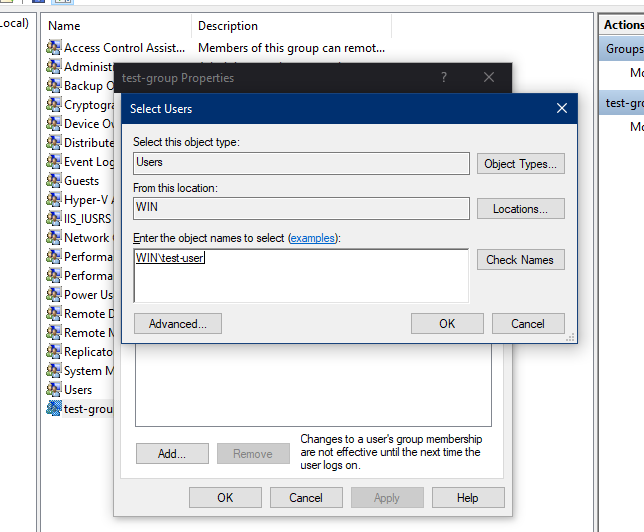 Local)
Name
Description
Actions
Access Control Assist...
Members of this group can remot...
Groups
Administ
Mo
Backup O
Cryptogra
Device Ow
Distribute
Event Log
Guests
Hyper-V A
IIS_IUSRS
Network
Performa
Performa
Power Us
Remote D
Remote M
Replicato
System M
Users
test-grou
test-gro
Mo
test-group Properties
?
Select Users
Select this object type:
Users
Object Types...
From this location:
WIN
Locations...
Enter the object names to select (examples):
WIN\test-user
Check Names
Advanced...
OK
Cancel
Add...
Remove
Changes to a user's group membership
are not effective until the next time the
user logs on.
OK
Cancel
Apply
Help